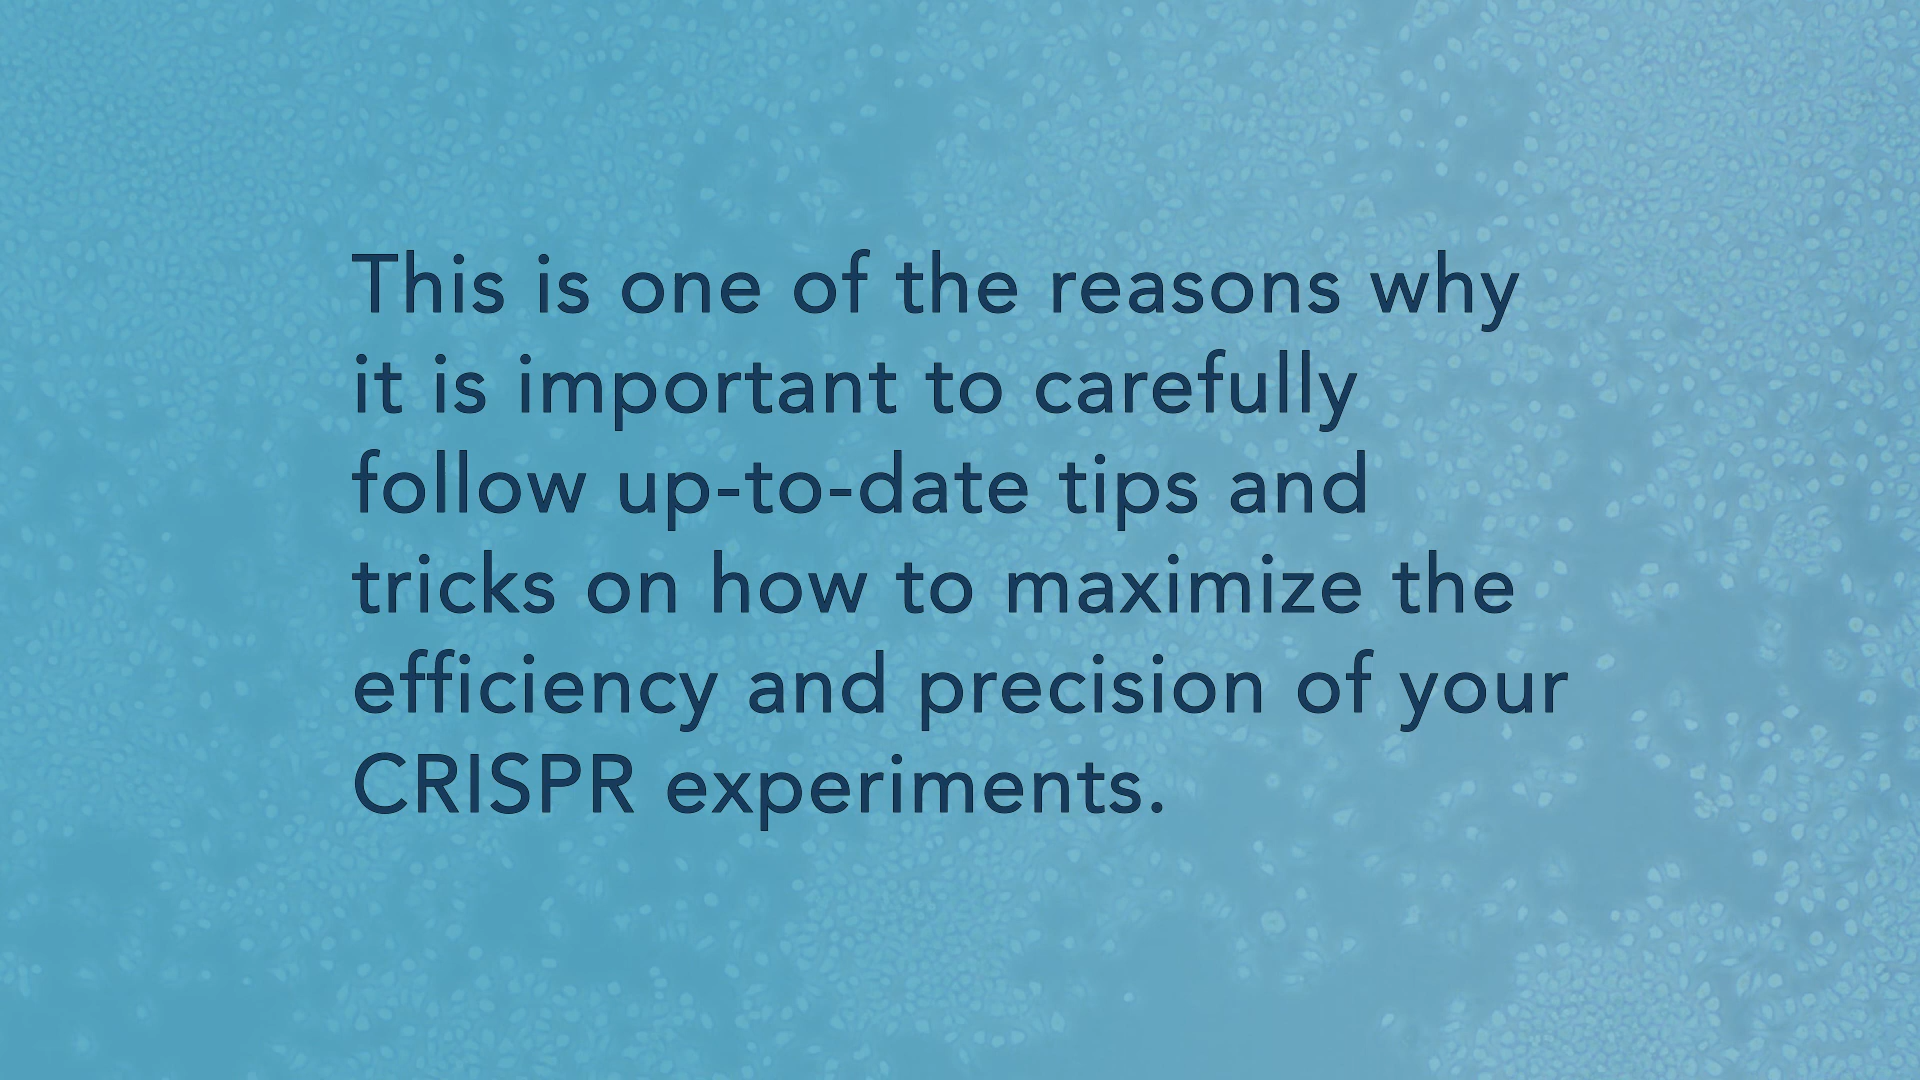 This is one of the reasons why
it is important to carefully
follow up-to-date tips and
tricks on how to maximize the
efficiency and precision of your
CRISPR experiments.